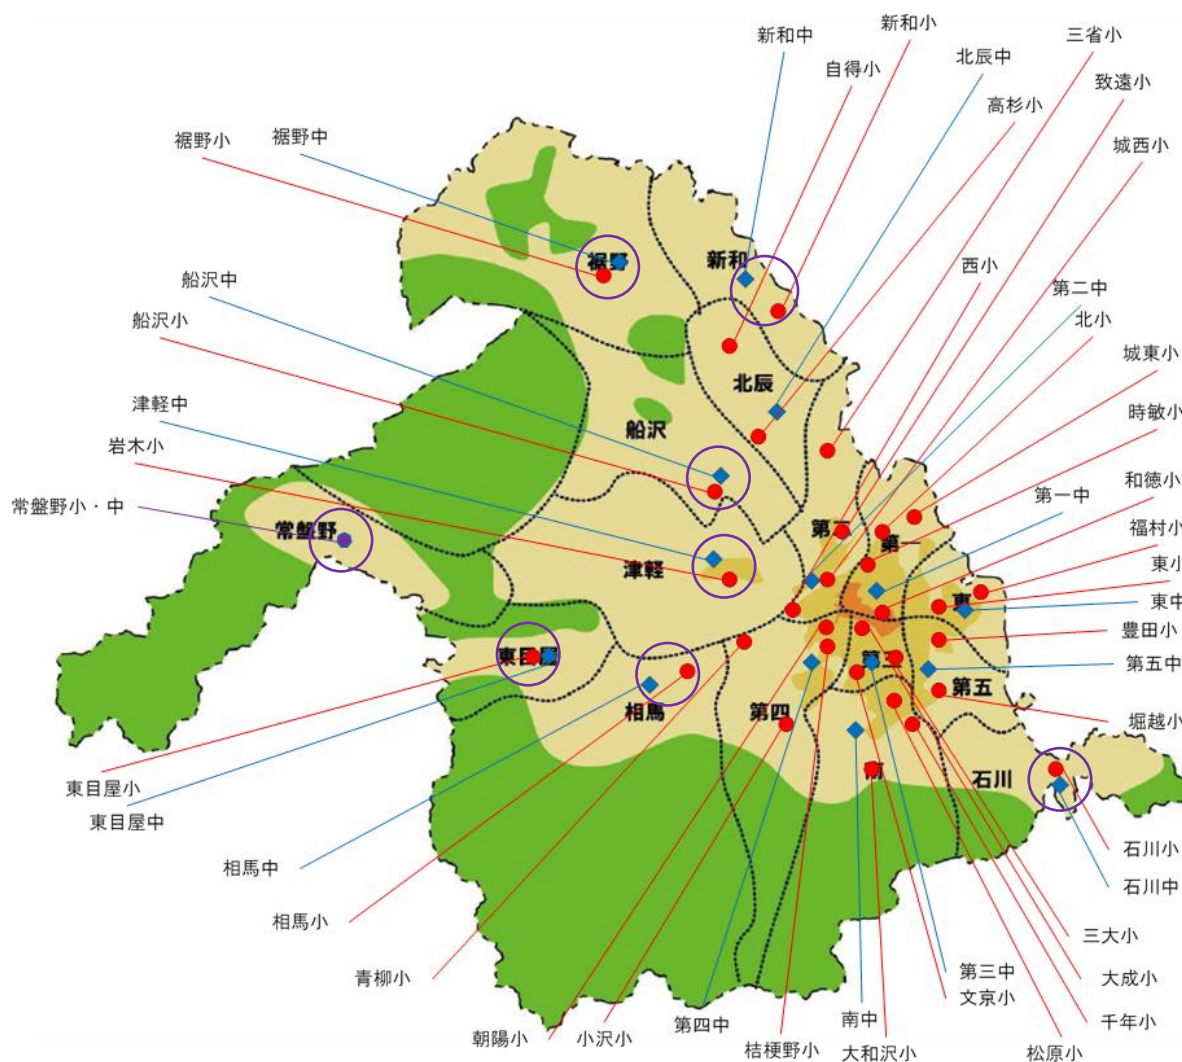 新和小
新和中
三省小
北辰中
自得小
致遠小
高杉小
裾野中
裾野小
城西小
裾野
新和
西小
船沢中
第二中
船沢小
北小
城東小
北辰
津軽中
時敏小
船沢
岩木小
和徳小
第一中
常盤野小・中
常盤野
第二
第一
福村小
津軽
東小
東
東中
豊田小
東目屋
第三
第五中
第五
相馬
第四
堀越小
南
石川
東目屋小
東目屋中
石川小
相馬中
石川中
相馬小
三大小
青柳小
第三中
大成小
文京小
南中
千年小
第四中
朝陽小
小沢小
桔梗野小
大和沢小
松原小